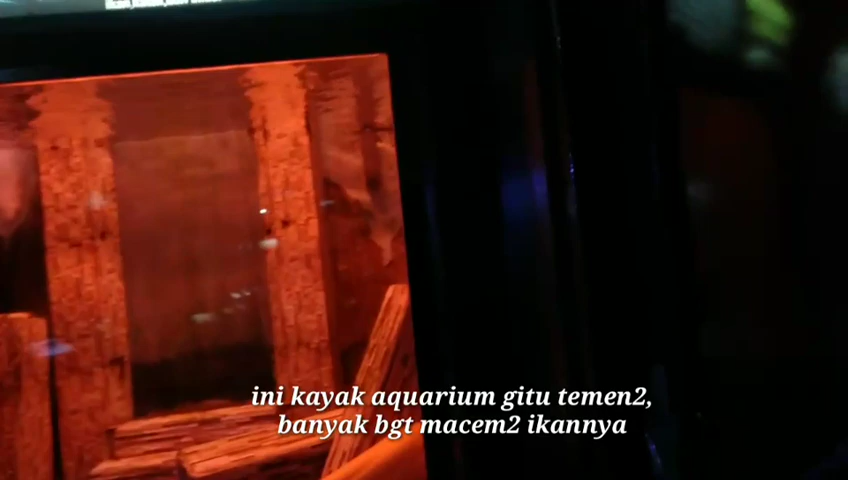 ini kayak aquarium gitu temen2,
banyak bgt macem2 ikannya